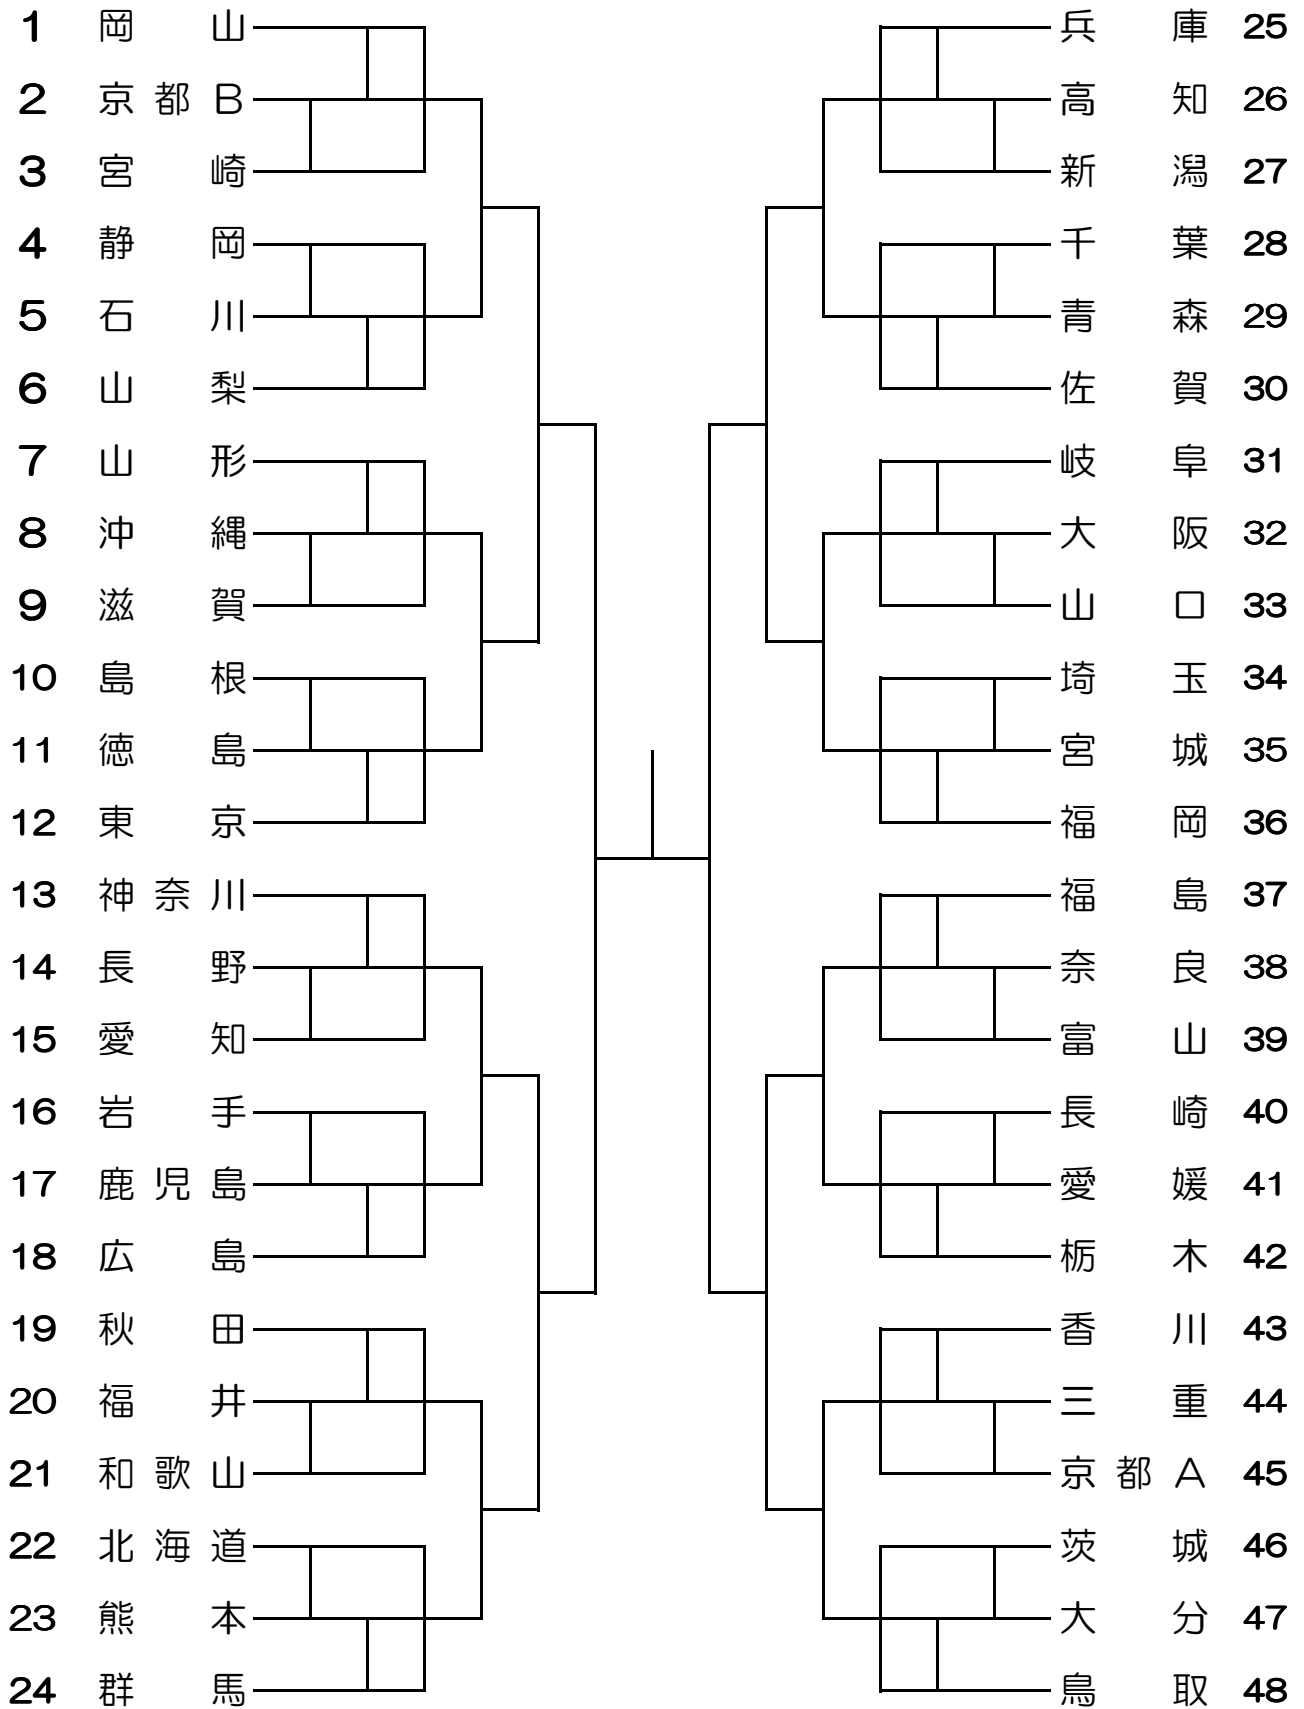 1 岡山
2 京都B
3 宮崎
4 静岡
5 石川
6 山梨
7 山形
8 沖縄
9 滋賀
10 島根
11 徳島
12 東京
13 神奈川
14 長野
15 愛知
16 岩手
17 鹿児島
18 広島
19 秋田
20 福井
21 和歌山
22 北海道
23 熊本
24 群馬
兵庫 25
高知 26
新潟 27
千葉 28
青森 29
佐賀 30
岐阜 31
大阪 32
山口 33
埼玉 34
宮城 35
福岡 36
福島 37
奈良 38
富山 39
長崎 40
愛媛 41
栃木 42
香川 43
三重 44
京都A 45
茨城 46
大分 47
鳥取 48